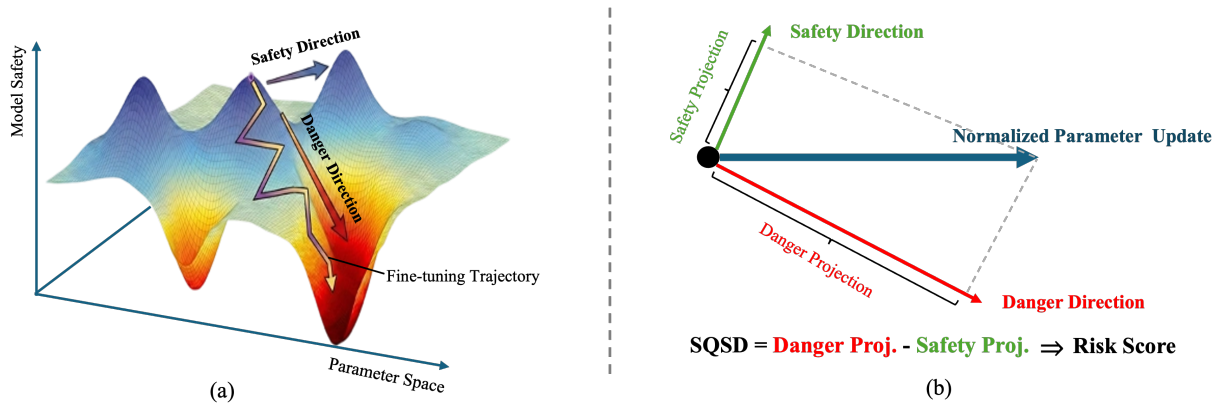 Model Safety
Safety Direction
Danger Direction
Fine-tuning Trajectory
Parameter Space
(a)
Safety Direction
Safety Projection
Normalized Parameter Update
Danger Projection
Danger Direction
SQSD = Danger Proj. - Safety Proj. ⇒ Risk Score
(b)